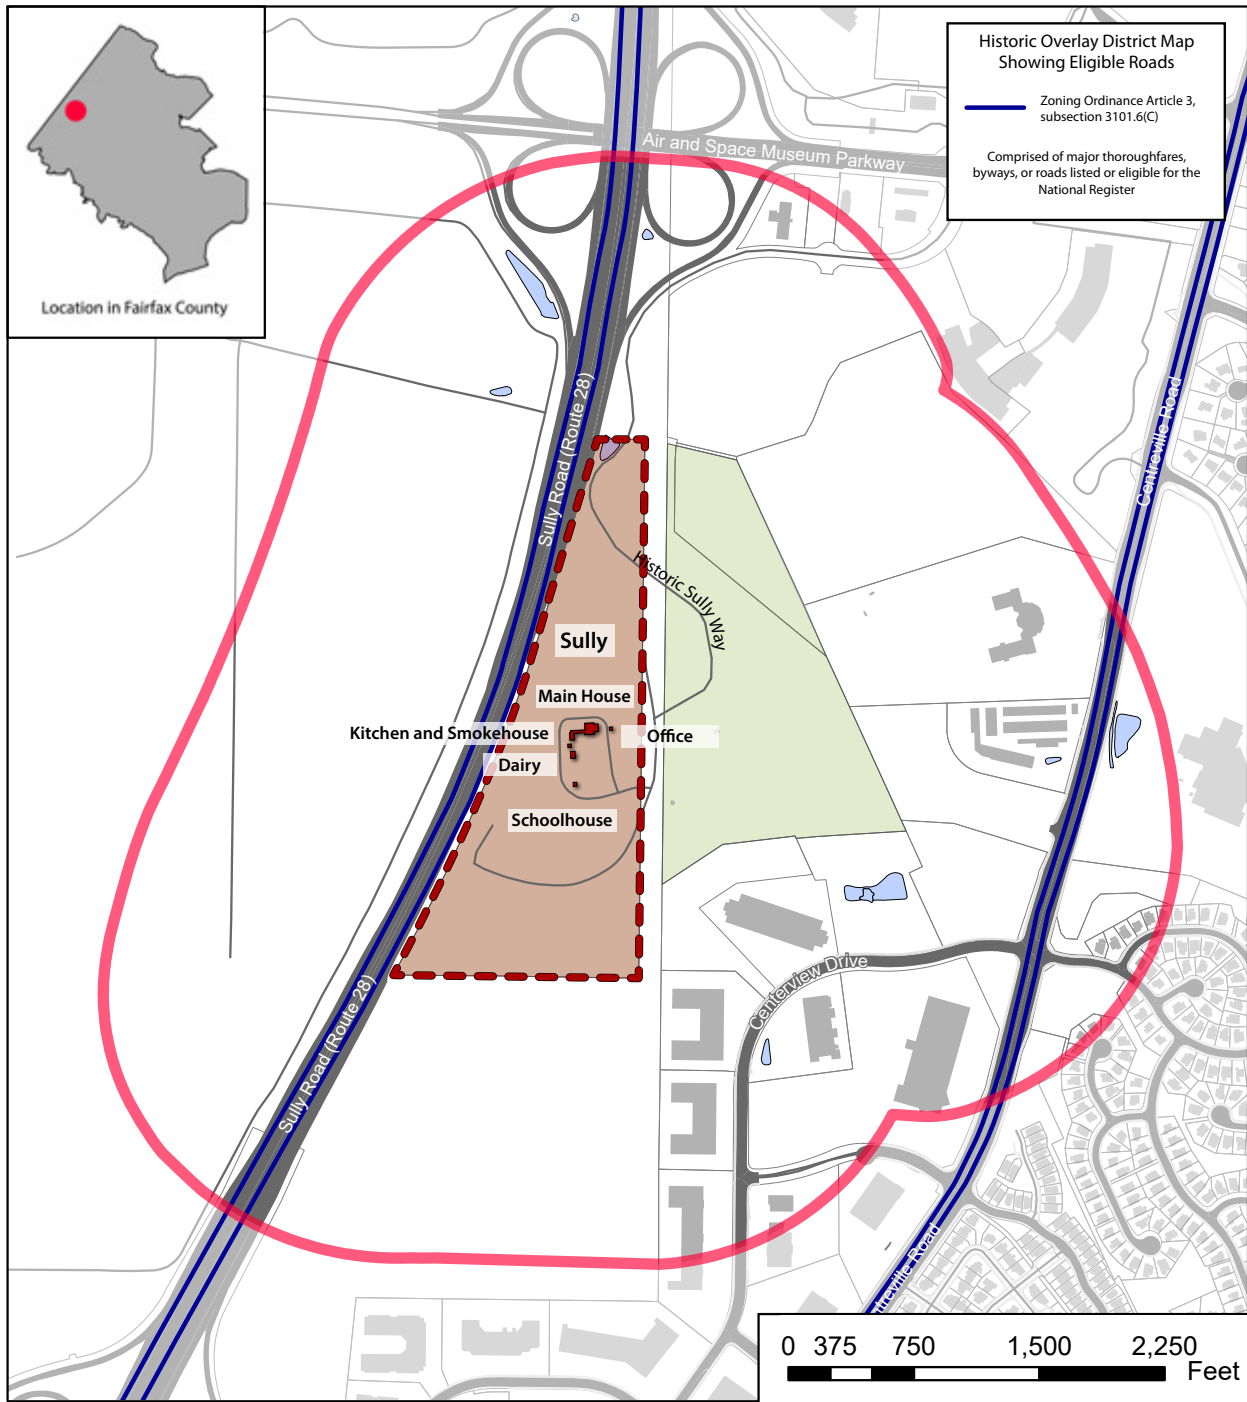 Location in Fairfax County
Historic Overlay District Map
Showing Eligible Roads
Zoning Ordinance Article 3,
subsection 3101.6(C)
Comprised of major thoroughfares,
byways, or roads listed or eligible for the
National Register
Air and Space Museum Parkway
Sully Road (Route 28)
Centreville Road
Historic Sully Way
Sully
Main House
Kitchen and Smokehouse
Office
Dairy
Schoolhouse
Centerview Drive
Sully Road (Route 28)
ntreville Road
0 375 750 1,500 2,250
Feet